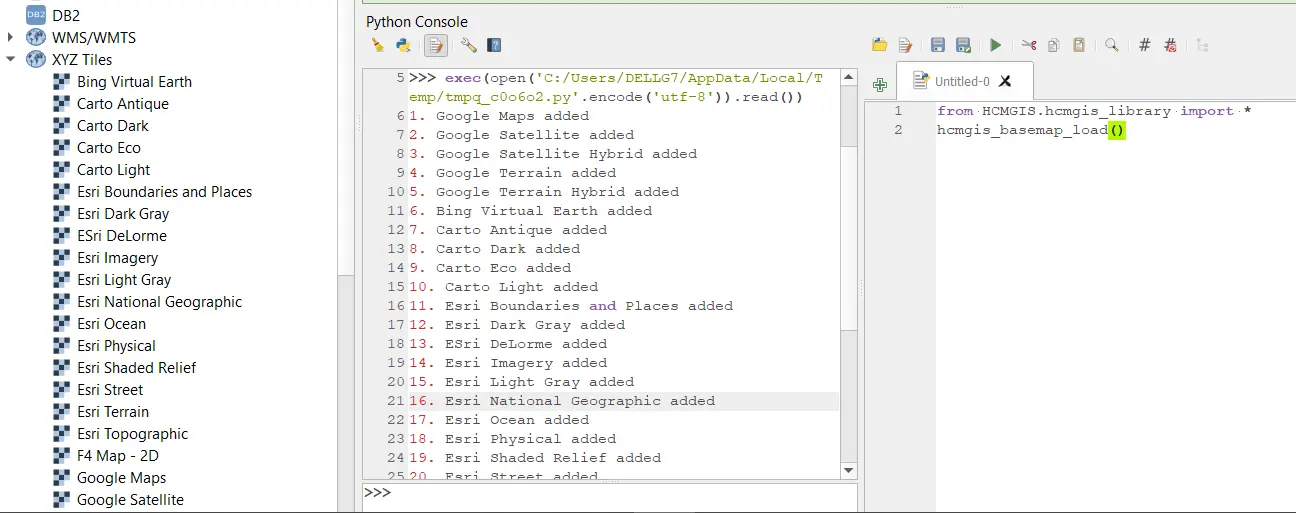 DB2
DB2
WMS/WMTS
XYZ Tiles
Bing Virtual Earth
Carto Antique
Carto Dark
Carto Eco
Carto Light
Esri Boundaries and Places
Esri Dark Gray
ESri DeLorme
Esri Imagery
Esri Light Gray
Esri National Geographic
Esri Ocean
Esri Physical
Esri Shaded Relief
Esri Street
Esri Terrain
Esri Topographic
F4 Map - 2D
Google Maps
Google Satellite
Python Console
5 >>> exec(open('C:/Users/DELLG7/AppData/Local/T
emp/tmpq_c0o6o2.py'.encode('utf-8')).read())
6 1. Google Maps added
7 2. Google Satellite added
8 3. Google Satellite Hybrid added
9 4. Google Terrain added
10 5. Google Terrain Hybrid added
11 6. Bing Virtual Earth added
12 7. Carto Antique added
13 8. Carto Dark added
14 9. Carto Eco added
15 10. Carto Light added
16 11. Esri Boundaries and Places added
17 12. Esri Dark Gray added
18 13. ESri DeLorme added
19 14. Esri Imagery added
20 15. Esri Light Gray added
21 16. Esri National Geographic added
22 17. Esri Ocean added
23 18. Esri Physical added
24 19. Esri Shaded Relief added
25 20. Esri Street added
>>>
Untitled-0
1 from HCMGIS.hcmgis_library import *
2 hcmgis_basemap_load()